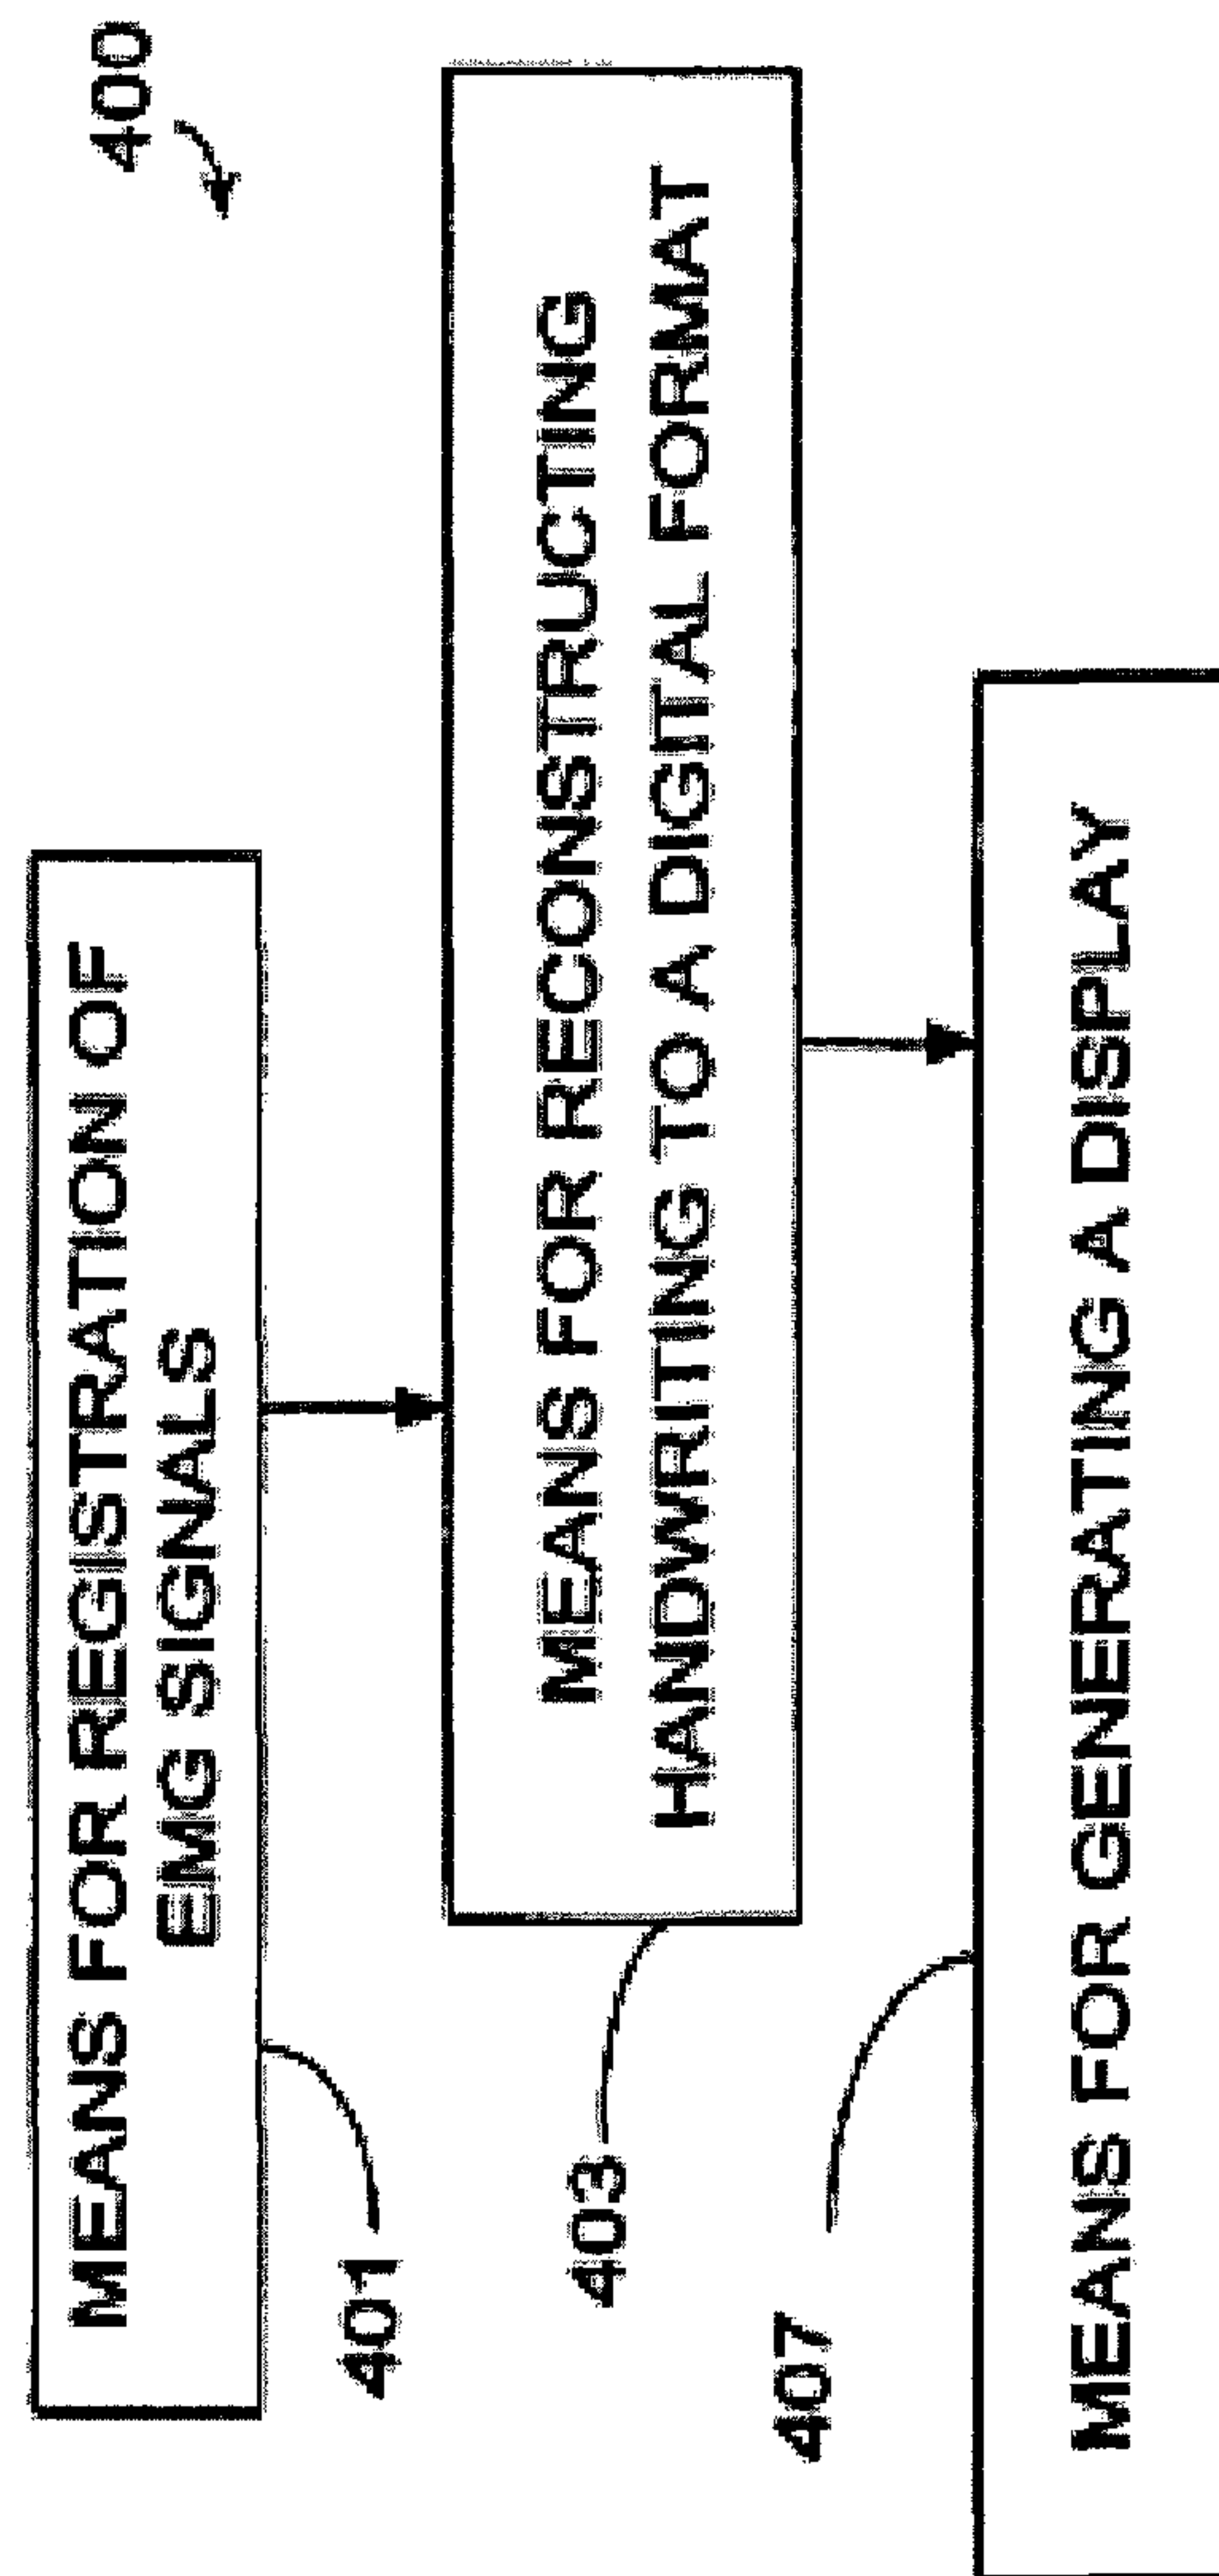 400
MEANS FOR REGISTRATION OF
EMG SIGNALS
401
MEANS FOR RECONSTRUCTING
HANDWRITING TO A DIGITAL FORMAT
403
407
MEANS FOR GENERATING A DISPLAY